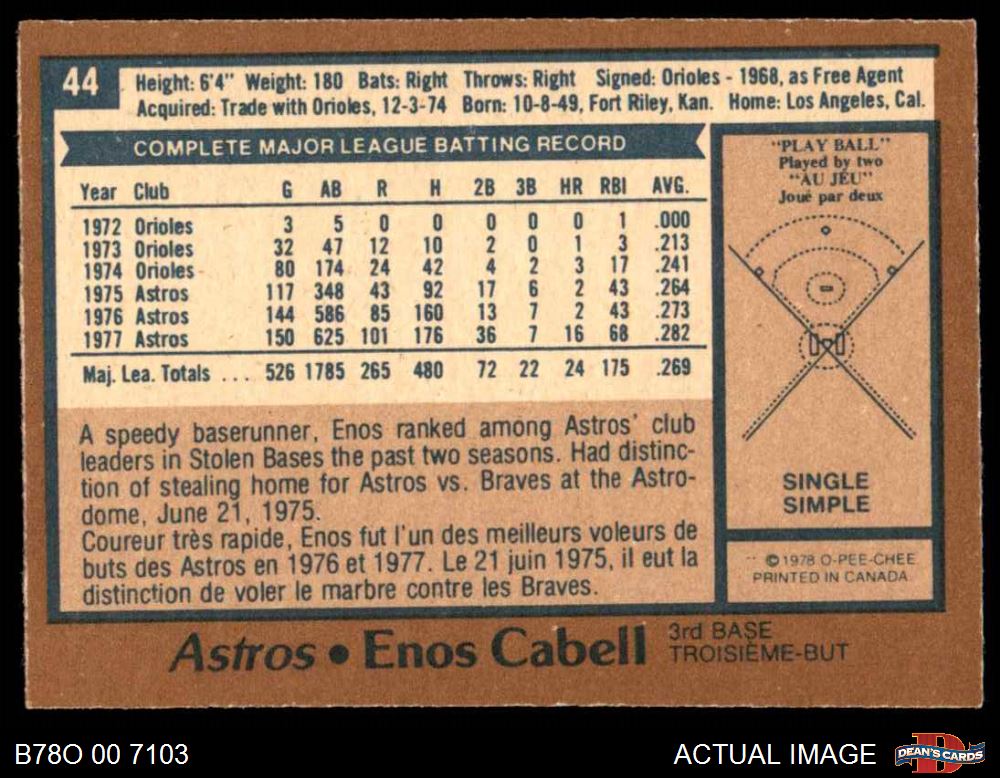 44
Height: 6'4" Weight: 180 Bats: Right Throws: Right Signed: Orioles - 1968, as Free Agent
Acquired: Trade with Orioles, 12-3-74 Born: 10-8-49, Fort Riley, Kan. Home: Los Angeles, Cal.
COMPLETE MAJOR LEAGUE BATTING RECORD
Year Club G AB R H 2B 3B HR RBI AVG.
1972 Orioles 3 5 0 0 0 0 0 1 .000
1973 Orioles 32 47 12 10 2 0 1 3 .213
1974 Orioles 80 174 24 42 4 2 3 17 .241
1975 Astros 117 348 43 92 17 6 2 43 .264
1976 Astros 144 586 85 160 13 7 2 43 .273
1977 Astros 150 625 101 176 36 7 16 68 .282
Maj. Lea. Totals ... 526 1785 265 480 72 22 24 175 .269
A speedy baserunner, Enos ranked among Astros' club
leaders in Stolen Bases the past two seasons. Had distinc-
tion of stealing home for Astros vs. Braves at the Astro-
dome, June 21, 1975.
Coureur très rapide, Enos fut l'un des meilleurs voleurs de
buts des Astros en 1976 et 1977. Le 21 juin 1975, il eut la
distinction de voler le marbre contre les Braves.
"PLAY BALL"
Played by two
"AU JEU"
Joué par deux
SINGLE
SIMPLE
© 1978 O-PEE-CHEE
PRINTED IN CANADA
Astros • Enos Cabell 3rd BASE
TROISIÈME-BUT
B78O 00 7103
ACTUAL IMAGE
DEAN'S CARDS